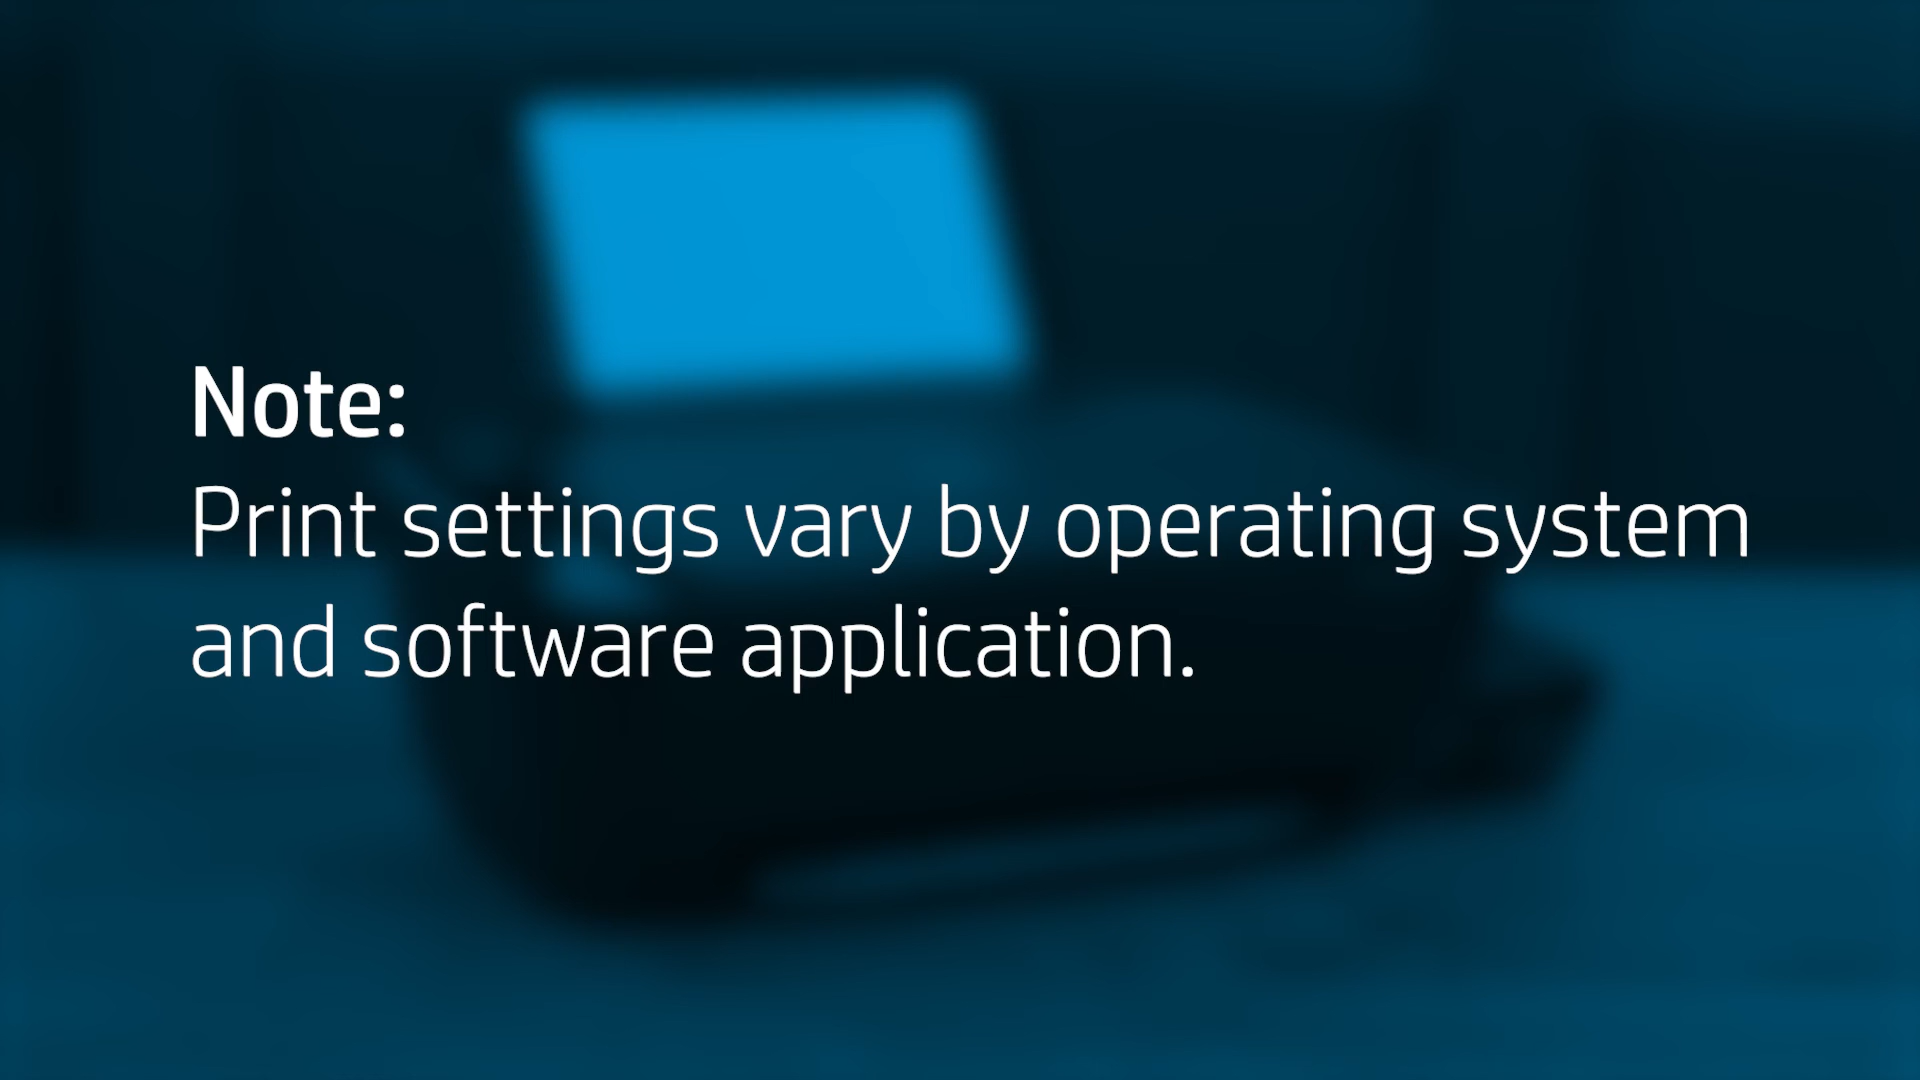 Note:
Print settings vary by operating system
and software application.